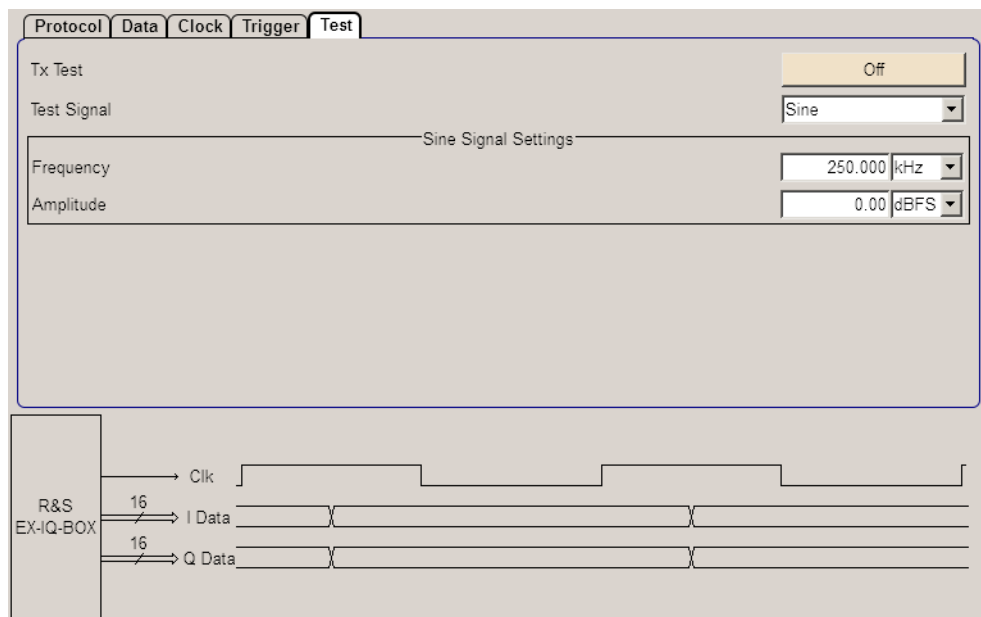 Protocol Data Clock Trigger Test
Tx Test Off
Test Signal Sine
Sine Signal Settings
Frequency 250.000 kHz
Amplitude 0.00 dBFS
R&S
EX-IQ-BOX
Clk
16
I Data
16
Q Data